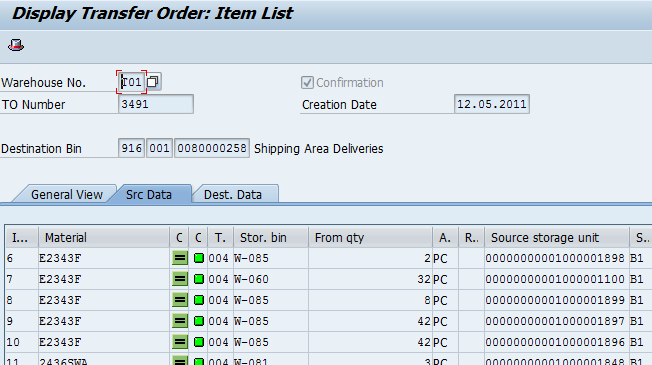 Display Transfer Order: Item List
Warehouse No. T01 Confirmation
TO Number 3491 Creation Date 12.05.2011
Destination Bin 916 001 0080000258 Shipping Area Deliveries
General View Src Data Dest. Data
I... Material C C T. Stor. bin From qty A. R.. Source storage unit S..
6 E2343F 004 W-085 2 PC 00000000001000001898 B1
7 E2343F 004 W-060 32 PC 00000000001000001100 B1
8 E2343F 004 W-085 8 PC 00000000001000001899 B1
9 E2343F 004 W-085 42 PC 00000000001000001897 B1
10 E2343F 004 W-085 42 PC 00000000001000001896 B1
11 2436SWA 004 W-081 3 PC 00000000001000001848 B1